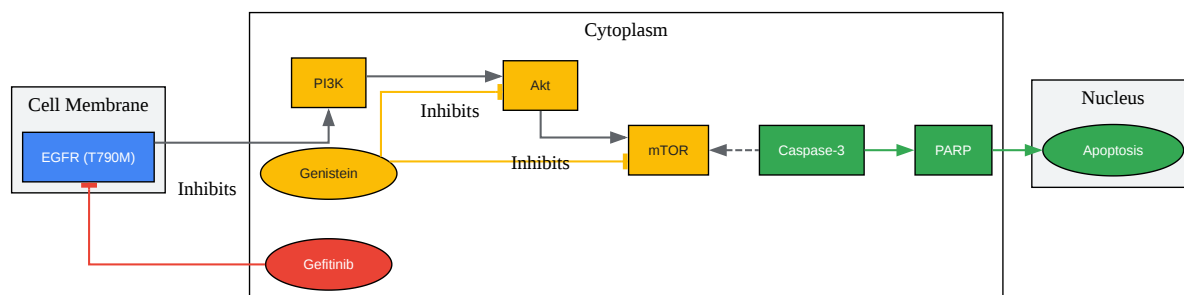 Cytoplasm
Cell Membrane
EGFR (T790M)
Inhibits
PI3K
Akt
Inhibits
Genistein
Inhibits
mTOR
Caspase-3
PARP
Nucleus
Apoptosis
Gefitinib